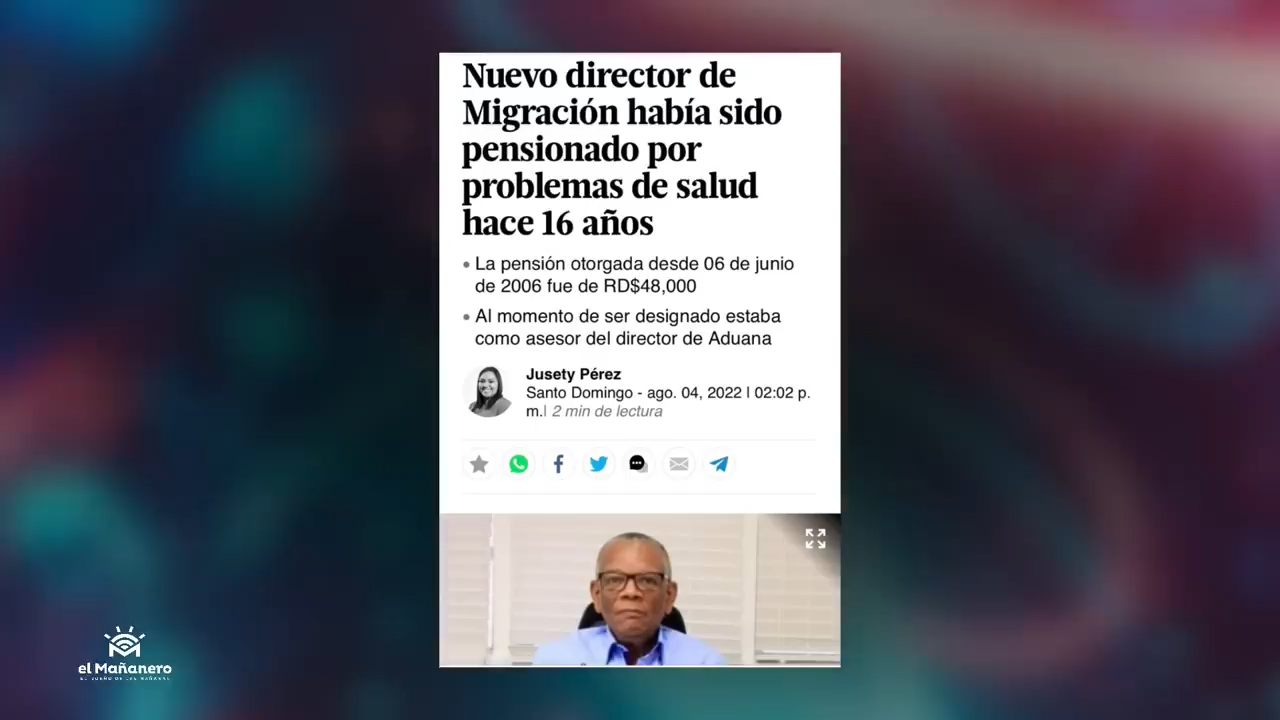 Nuevo director de
Migración había sido
pensionado por
problemas de salud
hace 16 años
• La pensión otorgada desde 06 de junio
de 2006 fue de RD$48,000
• Al momento de ser designado estaba
como asesor del director de Aduana
Jusety Pérez
Santo Domingo - ago. 04, 2022 | 02:02 p.
m.| 2 min de lectura
el Mañanero